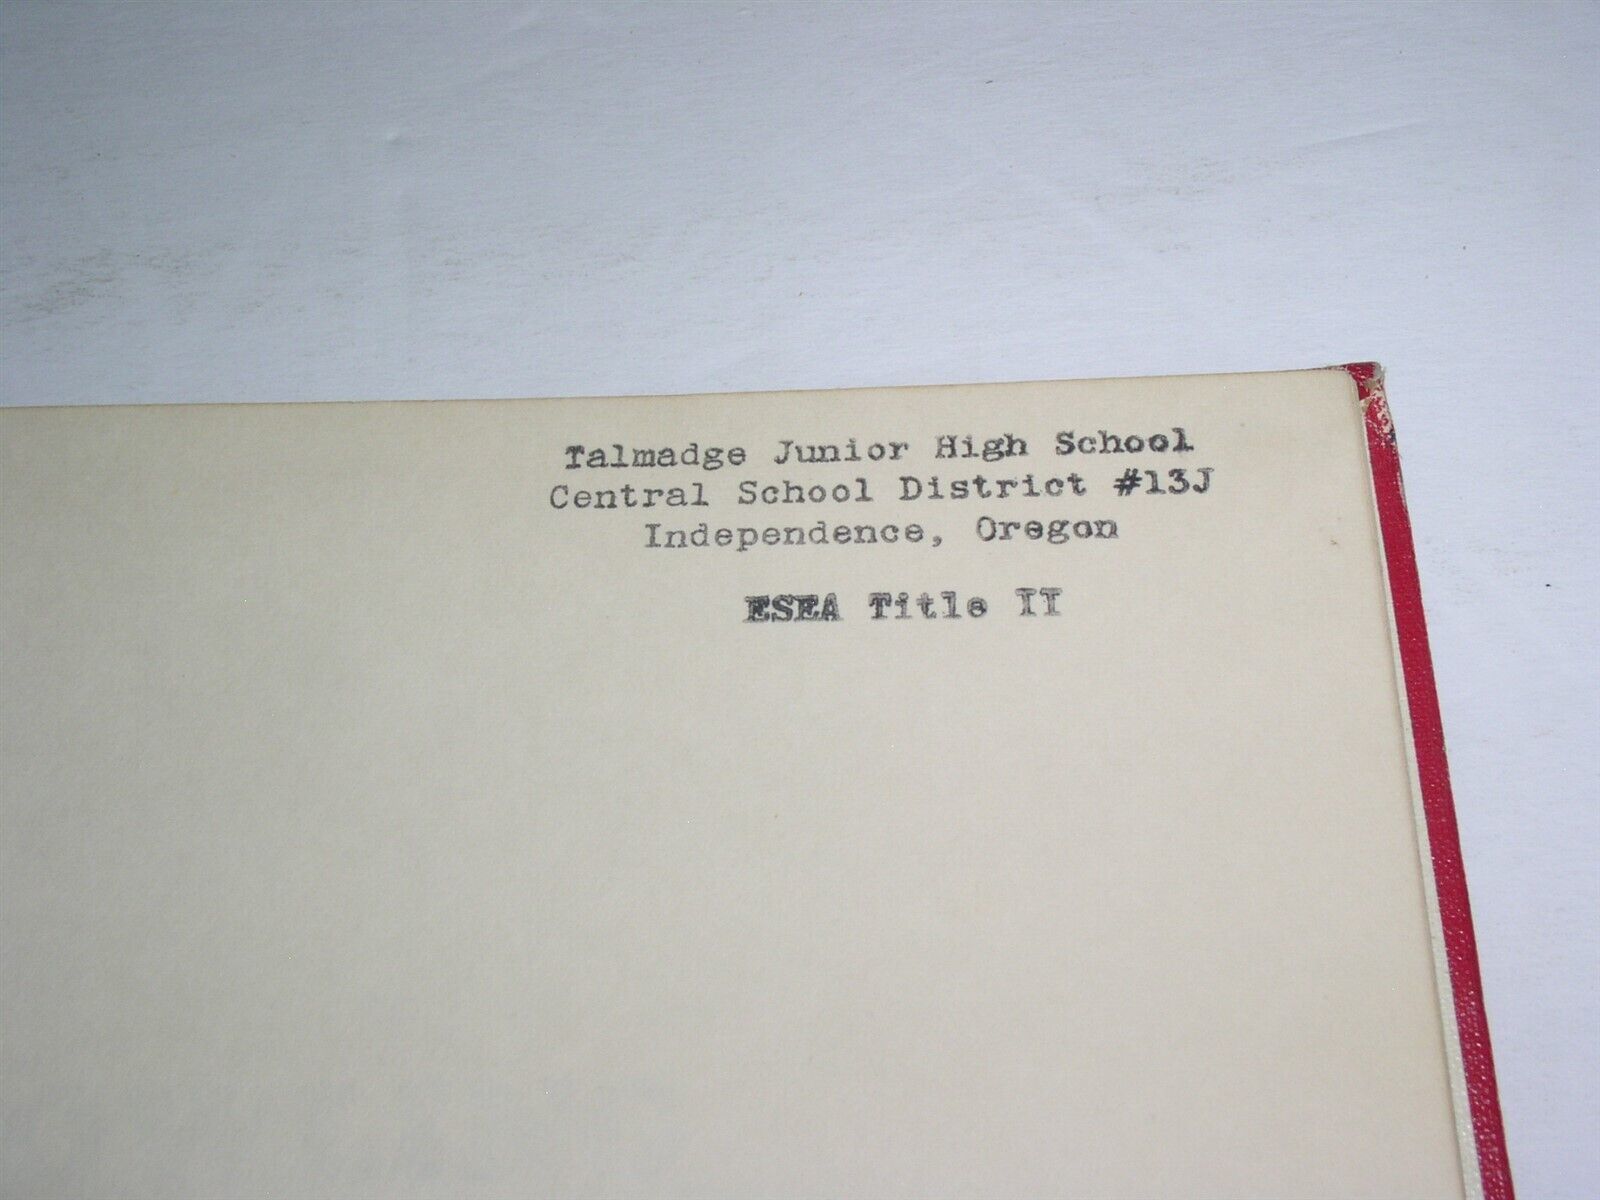 Talmadge Junior High School
Central School District #13J
Independence, Oregon
ESEA Title II